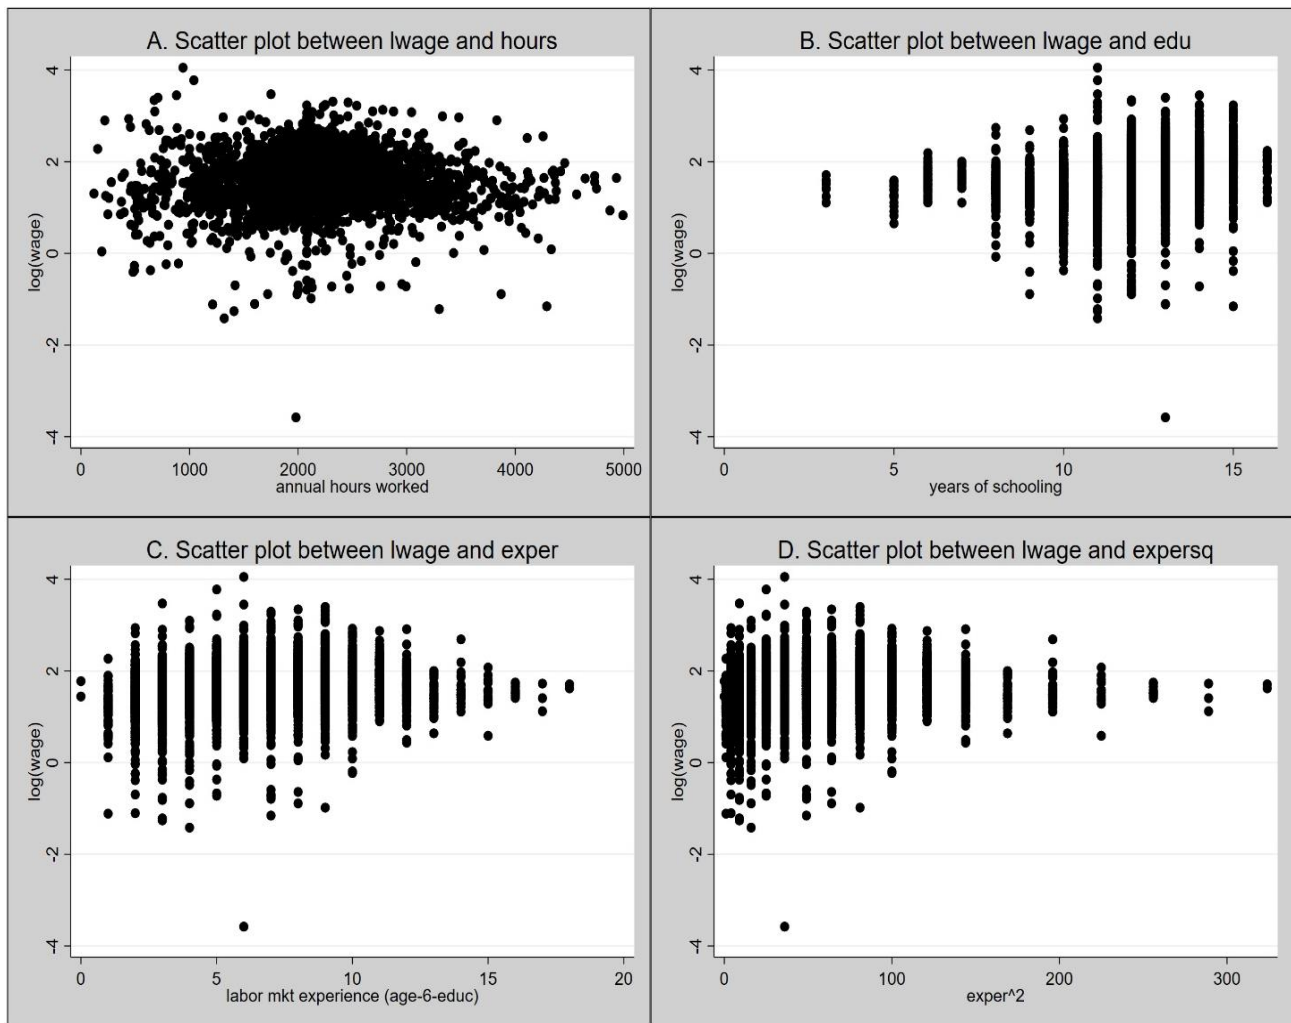 A. Scatter plot between lwage and hours
log(wage)
4
2
0
-2
-4
0 1000 2000 3000 4000 5000
annual hours worked
B. Scatter plot between lwage and edu
log(wage)
4
2
0
-2
-4
0 5 10 15
years of schooling
C. Scatter plot between lwage and exper
log(wage)
4
2
0
-2
-4
0 5 10 15 20
labor mkt experience (age-6-educ)
D. Scatter plot between lwage and expersq
log(wage)
4
2
0
-2
-4
0 100 200 300
exper^2